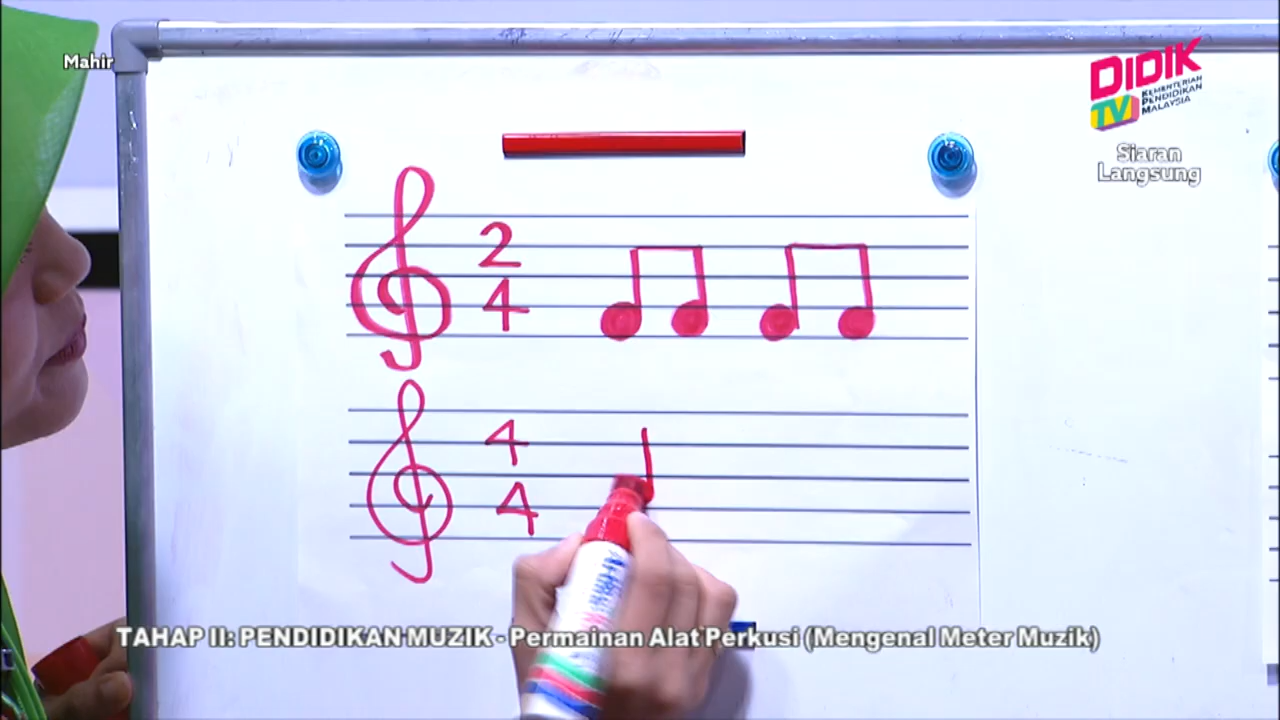 Mahir
DIDIK
TV
KEMENTERIAN
PENDIDIKAN
MALAYSIA
Siaran
Langsung
2
4
4
4
TAHAP II: PENDIDIKAN MUZIK - Permainan Alat Perkusi (Mengenal Meter Muzik)